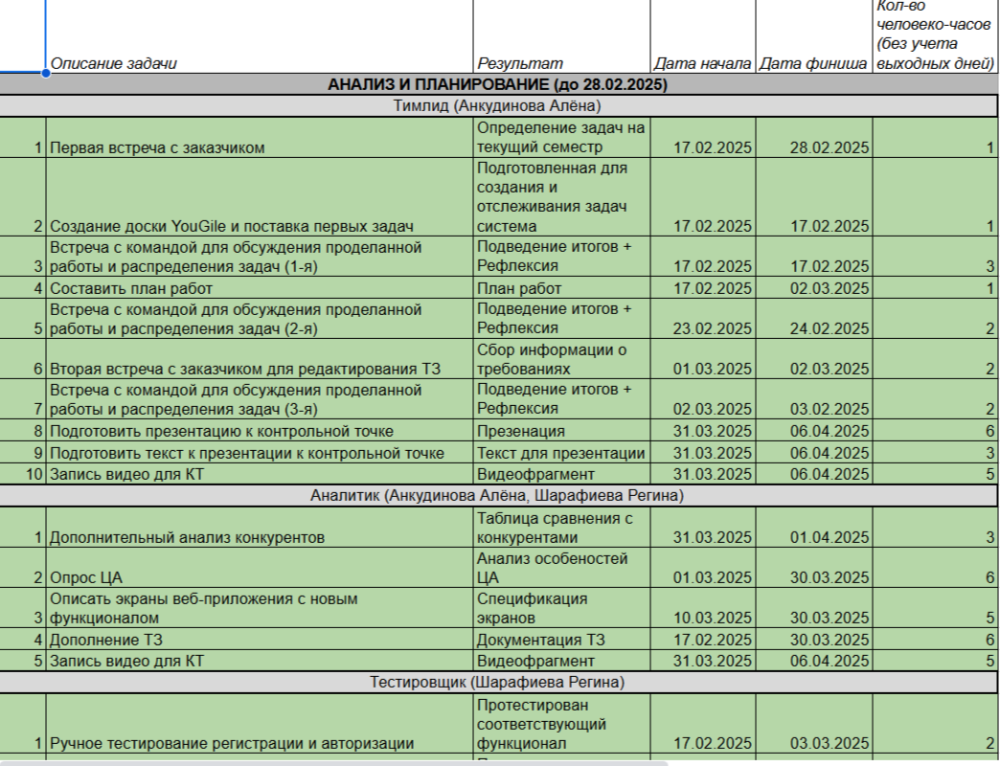 Кол-во
человеко-часов
(без учета
Описание задачи Результат Дата начала Дата финиша выходных дней)
АНАЛИЗ И ПЛАНИРОВАНИЕ (до 28.02.2025)
Тимлид (Анкудинова Алёна)
Определение задач на
1 Первая встреча с заказчиком текущий семестр 17.02.2025 28.02.2025 1
Подготовленная для
создания и
отслеживания задач
2 Создание доски YouGile и поставка первых задач система 17.02.2025 17.02.2025 1
Встреча с командой для обсуждения проделанной Подведение итогов +
3 работы и распределения задач (1-я) Рефлексия 17.02.2025 17.02.2025 3
4 Составить план работ План работ 17.02.2025 02.03.2025 1
Встреча с командой для обсуждения проделанной Подведение итогов +
5 работы и распределения задач (2-я) Рефлексия 23.02.2025 24.02.2025 2
Сбор информации о
6 Вторая встреча с заказчиком для редактирования ТЗ требованиях 01.03.2025 02.03.2025 2
Встреча с командой для обсуждения проделанной Подведение итогов +
7 работы и распределения задач (3-я) Рефлексия 02.03.2025 03.02.2025 2
8 Подготовить презентацию к контрольной точке Презенация 31.03.2025 06.04.2025 6
9 Подготовить текст к презентации к контрольной точке Текст для презентации 31.03.2025 06.04.2025 3
10 Запись видео для КТ Видеофрагмент 31.03.2025 06.04.2025 5
Аналитик (Анкудинова Алёна, Шарафиева Регина)
Таблица сравнения с
1 Дополнительный анализ конкурентов конкурентами 31.03.2025 01.04.2025 3
Анализ особеностей
2 Опрос ЦА ЦА 01.03.2025 30.03.2025 6
Описать экраны веб-приложения с новым Спецификация
3 функционалом экранов 10.03.2025 30.03.2025 5
4 Дополнение ТЗ Документация ТЗ 17.02.2025 30.03.2025 6
5 Запись видео для КТ Видеофрагмент 31.03.2025 06.04.2025 5
Тестировщик (Шарафиева Регина)
Протестирован
соответствующий
1 Ручное тестирование регистрации и авторизации функционал 17.02.2025 03.03.2025 2